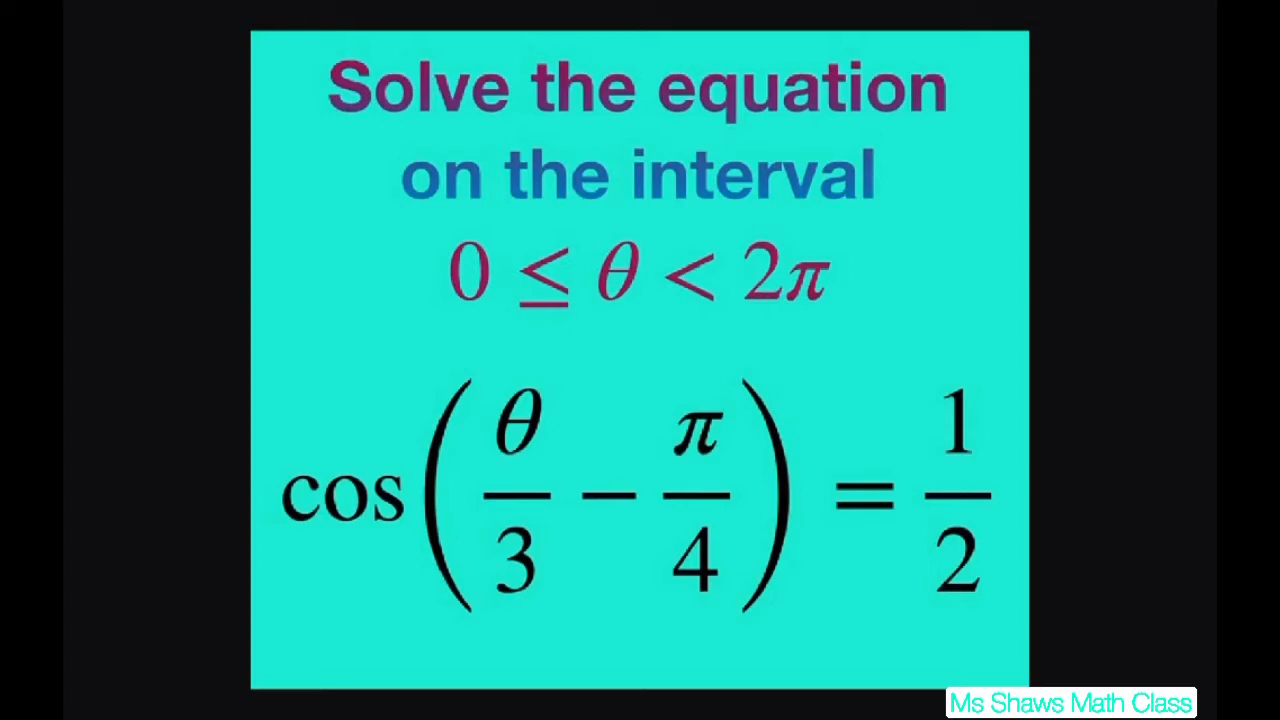 Solve the equation
on the interval
0 ≤ θ < 2π
cos(θ/3 − π/4) = 1/2
Ms Shaws Math Class